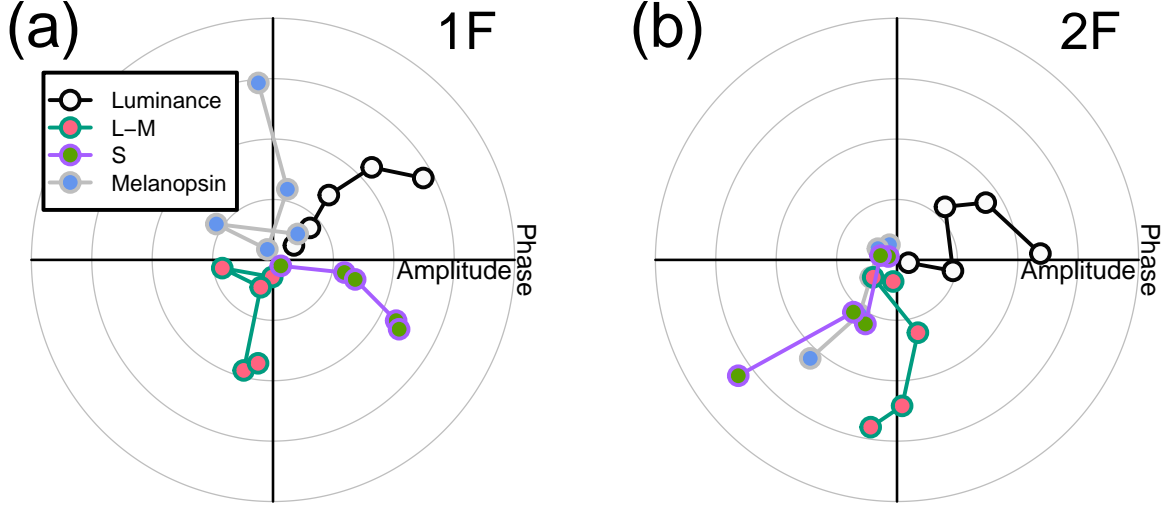 (a)
1F
Luminance
L−M
S
Melanopsin
Amplitude
Phase
(b)
2F
Amplitude
Phase